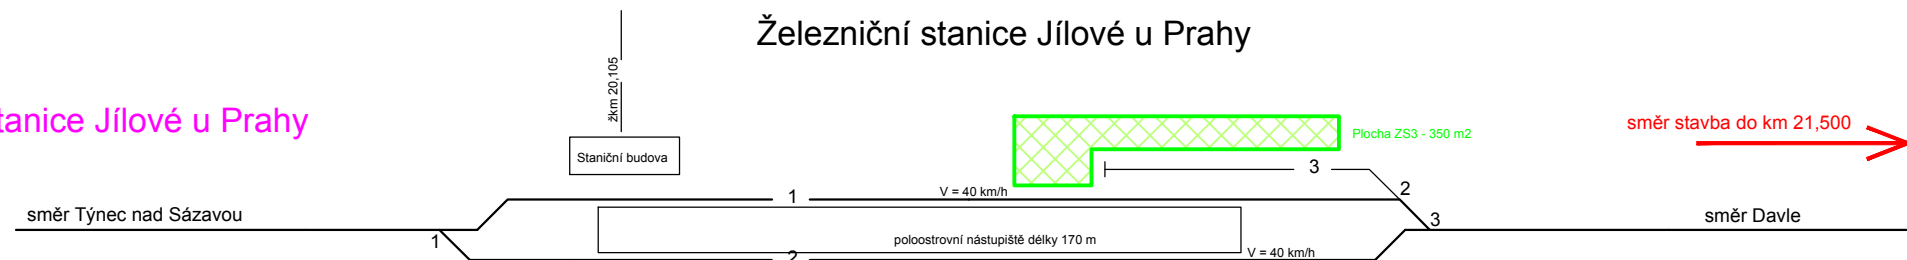 Železniční stanice Jílové u Prahy
žkm 20,105
tanice Jílové u Prahy
Plocha ZS3 - 350 m2
směr stavba do km 21,500
Staniční budova
3
1
V = 40 km/h
2
směr Týnec nad Sázavou
směr Davle
3
1
poloostrovní nástupiště délky 170 m
V = 40 km/h
2